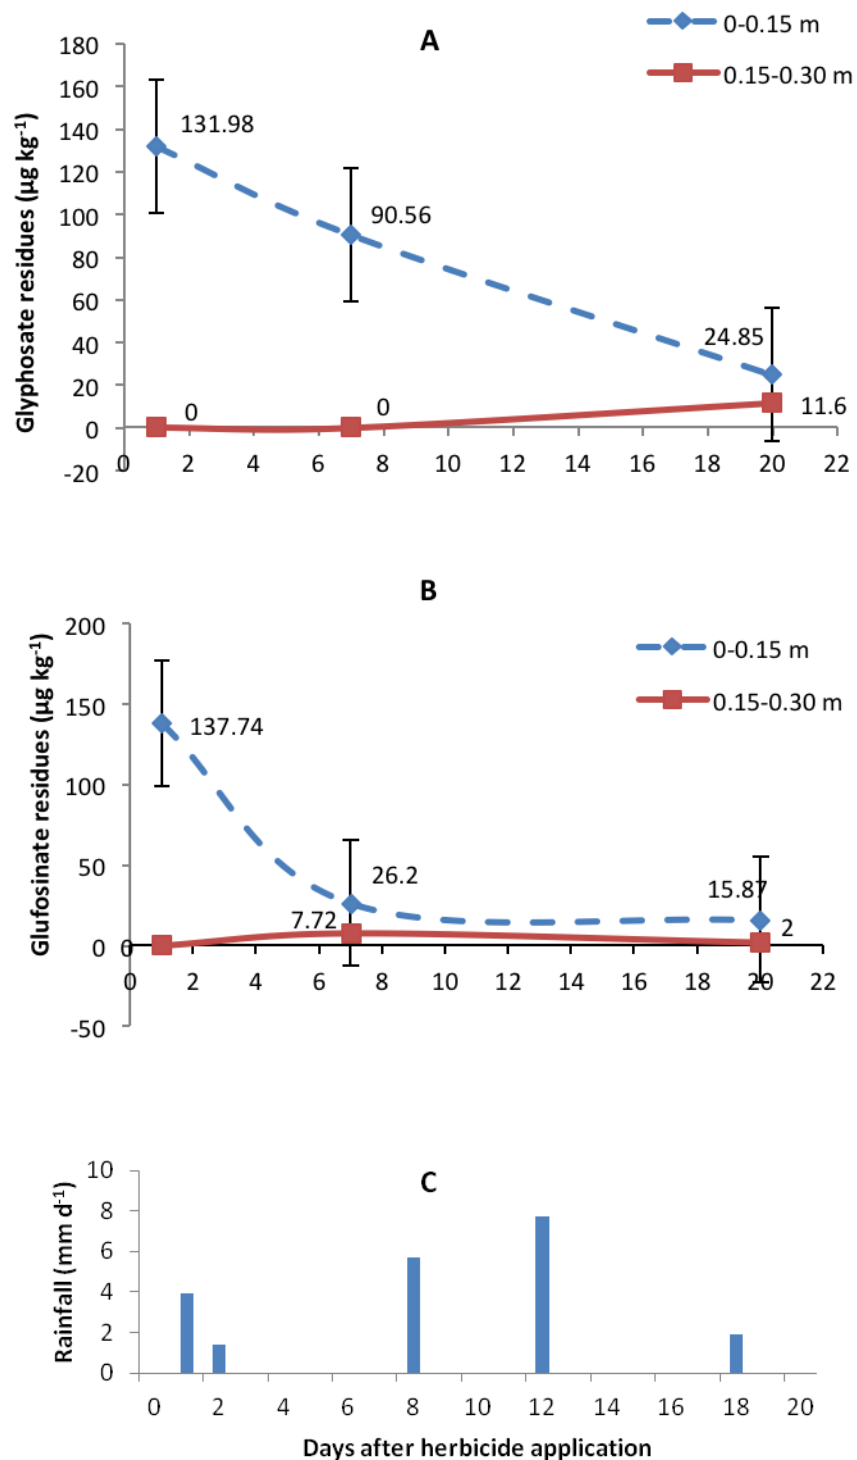 A
0-0.15 m
0.15-0.30 m
Glyphosate residues (µg kg-1)
180
160
140
120
100
80
60
40
20
0
-20
131.98
90.56
24.85
0
0
11.6
0 2 4 6 8 10 12 14 16 18 20 22
B
0-0.15 m
0.15-0.30 m
Glufosinate residues (µg kg-1)
200
150
100
50
0
-50
137.74
26.2
15.87
0
7.72
2
0 2 4 6 8 10 12 14 16 18 20 22
C
Rainfall (mm d-1)
10
8
6
4
2
0
0 2 4 6 8 10 12 14 16 18 20
Days after herbicide application